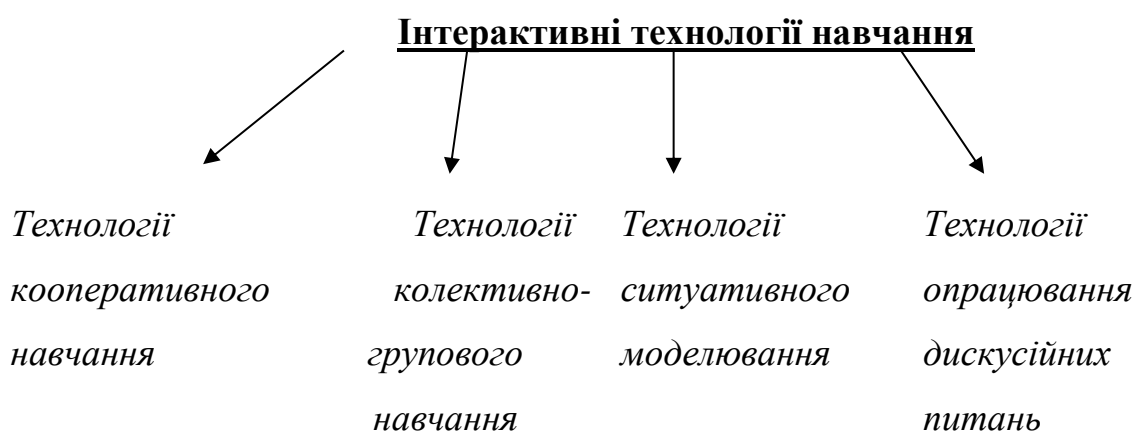 Інтерактивні технології навчання
Технології
кооперативного
навчання
Технології
колективно-
групового
навчання
Технології
ситуативного
моделювання
Технології
опрацювання
дискусійних
питань